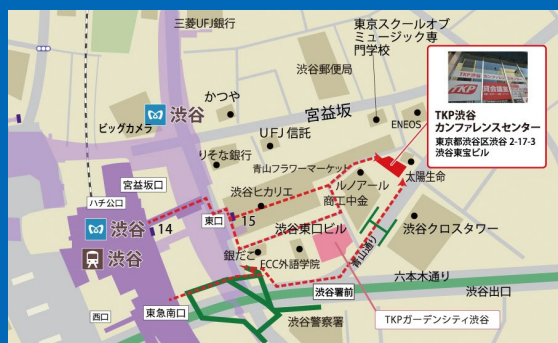 三菱UFJ銀行
東京スクールオブ
ミュージック専
門学校
渋谷郵便局
かつや
宮益坂
ENEOS
TKP
TKP渋谷
カンファレンスセンター
東京都渋谷区渋谷 2-17-3
渋谷東宝ビル
渋谷
ビッグカメラ
UFJ信託
りそな銀行
青山フラワーマーケット
太陽生命
宮益坂口
ルノアール
渋谷ヒカリエ
商工中金
ハチ公口
渋谷
14
東口
15
渋谷東口ビル
渋谷クロスタワー
渋谷
銀だこ
ECC外語学院
青山通り
六本木通り
渋谷署前
渋谷出口
東急南口
西口
渋谷警察署
TKPガーデンシティ渋谷